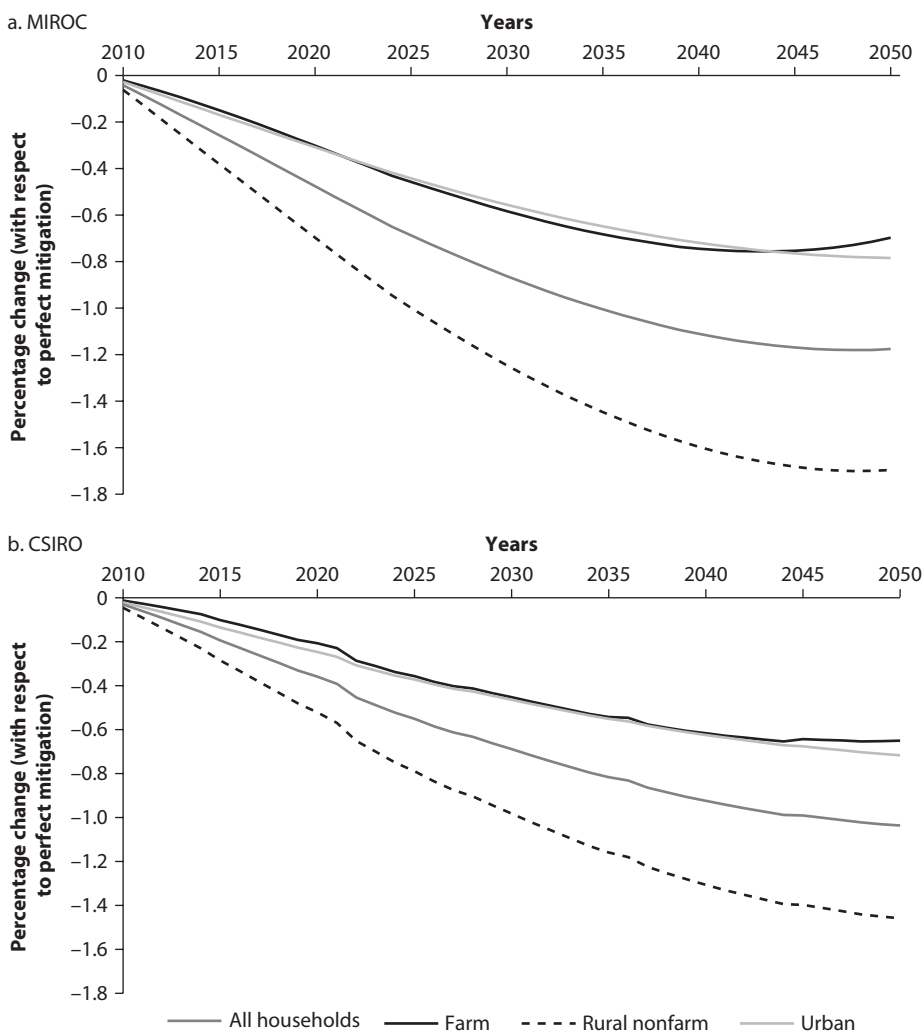 a. MIROC
Years
2010 2015 2020 2025 2030 2035 2040 2045 2050
0
–0.2
–0.4
–0.6
–0.8
–1.0
–1.2
–1.4
–1.6
–1.8
Percentage change (with respect
to perfect mitigation)
b. CSIRO
Years
2010 2015 2020 2025 2030 2035 2040 2045 2050
0
–0.2
–0.4
–0.6
–0.8
–1.0
–1.2
–1.4
–1.6
–1.8
Percentage change (with respect
to perfect mitigation)
All households Farm Rural nonfarm Urban